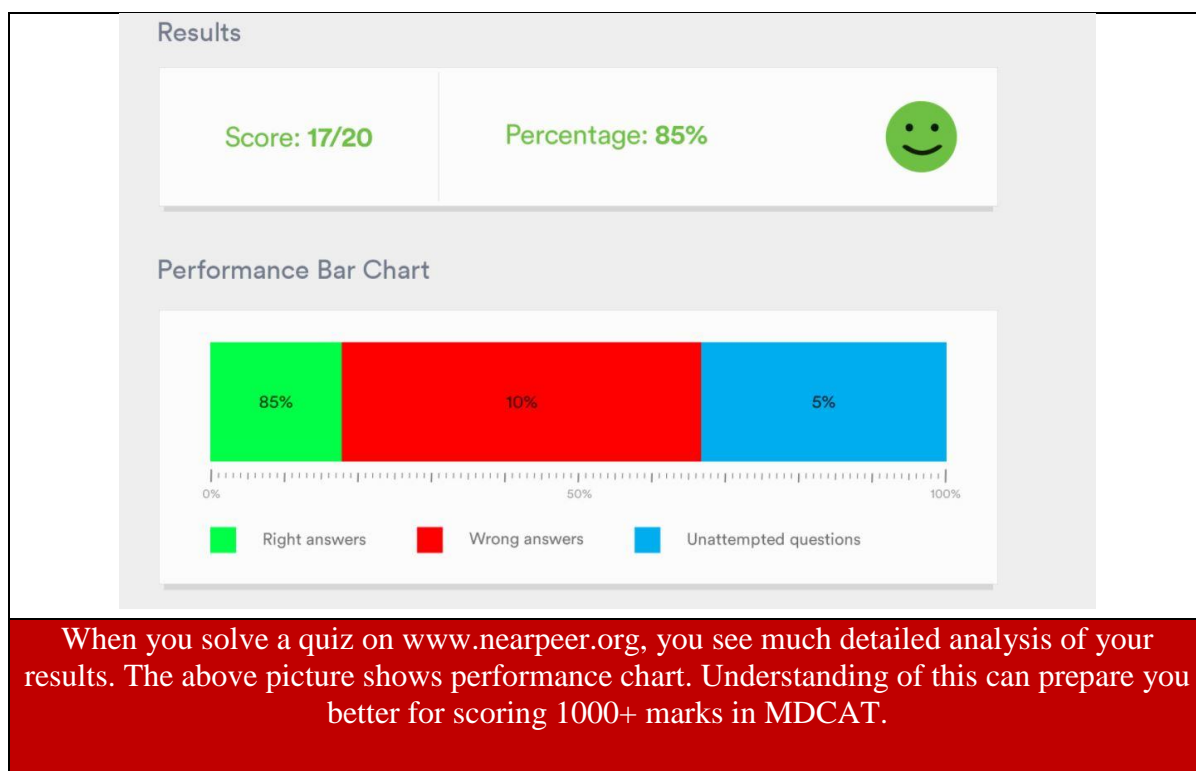 Results
Score: 17/20
Percentage: 85%
Performance Bar Chart
85%
10%
5%
0%
50%
100%
Right answers
Wrong answers
Unattempted questions
When you solve a quiz on www.nearpeer.org, you see much detailed analysis of your
results. The above picture shows performance chart. Understanding of this can prepare you
better for scoring 1000+ marks in MDCAT.